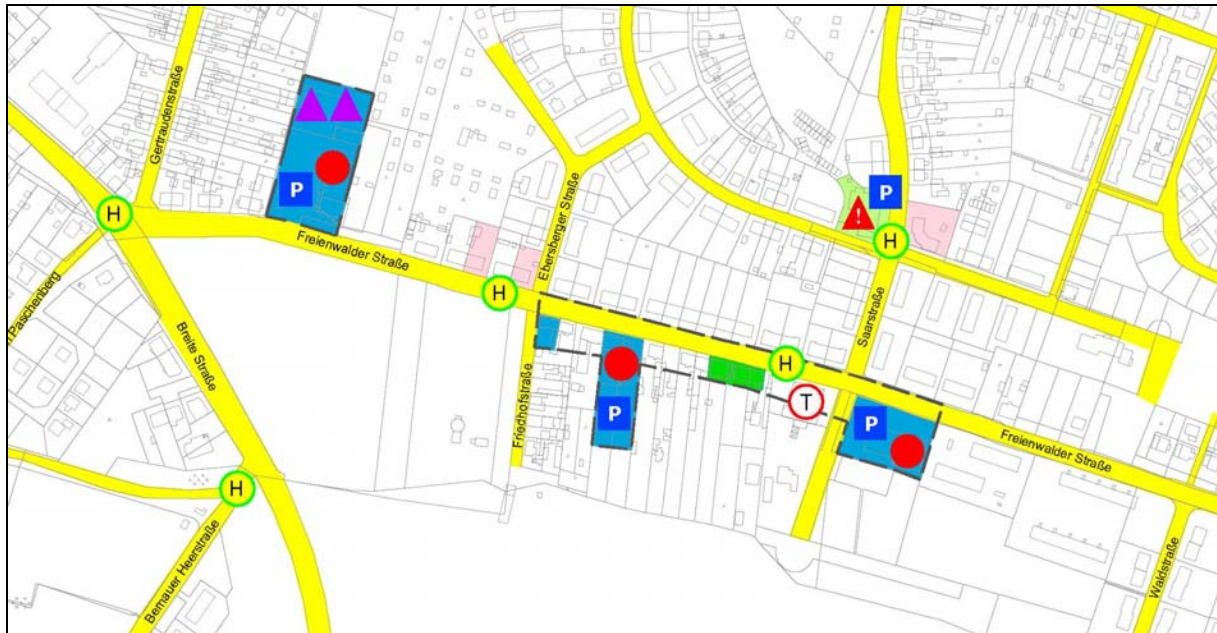 Gertraudenstraße
P
H
Freienwalder Straße
Paschenberg
Breite Straße
H
Ebersberger Straße
Friedhofstraße
P
H
T
P
!
H
Saarstraße
P
Freienwalder Straße
Waldstraße
H
Bernauer Heerstraße